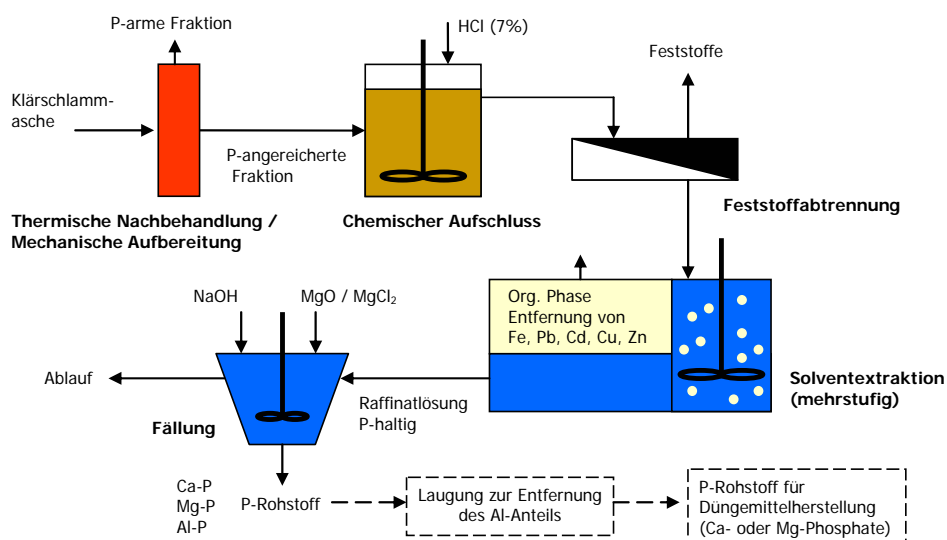 P-arme Fraktion
HCl (7%)
Feststoffe
Klärschlamm-
asche
P-angereicherte
Fraktion
Thermische Nachbehandlung /
Mechanische Aufbereitung
Chemischer Aufschluss
Feststoffabtrennung
NaOH
MgO / MgCl₂
Org. Phase
Entfernung von
Fe, Pb, Cd, Cu, Zn
Ablauf
Fällung
Raffinatlösung
P-haltig
Solventextraktion
(mehrstufig)
Ca-P
Mg-P
Al-P
P-Rohstoff
Laugung zur Entfernung
des Al-Anteils
P-Rohstoff für
Düngemittelherstellung
(Ca- oder Mg-Phosphate)